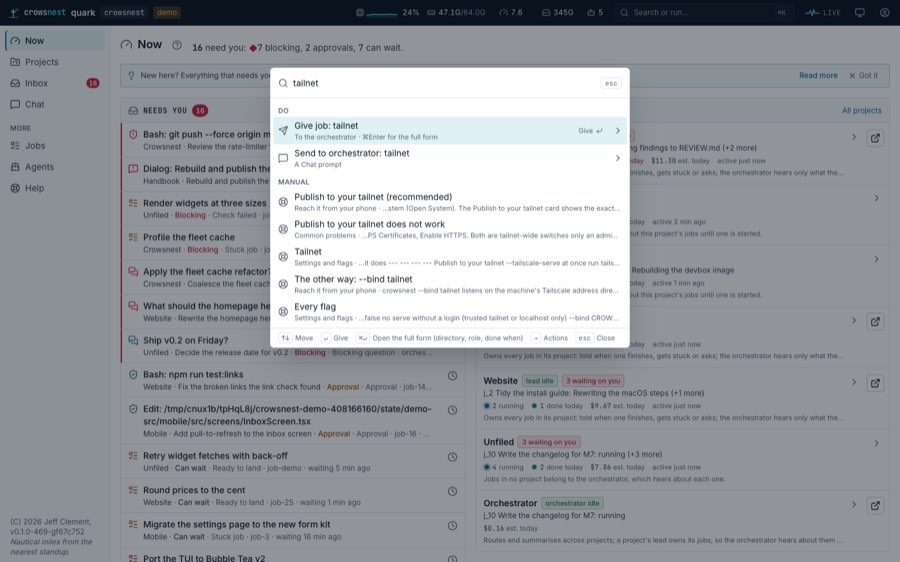 crowsnest quark crowsnest demo
24% 47.1G/64.0G 7.6 345G 5 Search or run... ⌘K LIVE
Now
Projects
Inbox 16
Chat
MORE
Jobs
Agents
Help
(C) 2026 Jeff Clement,
v0.1.0-469-gf67c752
Nautical miles from the
nearest standup.
Now 16 need you: 7 blocking, 2 approvals, 7 can wait.
New here? Everything that needs yo
Read more Got it
NEEDS YOU 16
All projects
Bash: git push --force origin m
Crowsnest · Review the rate-limiter
Dialog: Rebuild and publish the
Handbook · Rebuild and publish the
Render widgets at three sizes
Unfiled · Blocking · Check failed · jo
Profile the fleet cache
Crowsnest · Blocking · Stuck job · jo
Apply the fleet cache refactor?
Crowsnest · Coalesce the fleet cac
What should the homepage he
Website · Rewrite the homepage he
Ship v0.2 on Friday?
Unfiled · Decide the release date for v0.2 · Blocking · Blocking question · orches...
Bash: npm run test:links
Website · Fix the broken links the link check found · Approval · Approval · job-14...
Edit: /tmp/cnux1b/tpHqL8j/crowsnest-demo-408166160/state/demo-
src/mobile/src/screens/InboxScreen.tsx
Mobile · Add pull-to-refresh to the inbox screen · Approval · Approval · job-16 · ...
Retry widget fetches with back-off
Unfiled · Can wait · Ready to land · job-demo · waiting 5 min ago
Round prices to the cent
Website · Can wait · Ready to land · job-25 · waiting 1 min ago
Migrate the settings page to the new form kit
Mobile · Can wait · Stuck job · job-3 · waiting 16 min ago
Port the TUI to Bubble Tea v2
tailnet esc
DO
Give job: tailnet
To the orchestrator · ⌘Enter for the full form
Give ↵
Send to orchestrator: tailnet
A Chat prompt
MANUAL
Publish to your tailnet (recommended)
Reach it from your phone · ...stem (Open System). The Publish to your tailnet card shows the exact...
Publish to your tailnet does not work
Common problems · ...PS Certificates, Enable HTTPS. Both are tailnet-wide switches only an admi...
Tailnet
Settings and flags · ...it does --- --- --- --- Publish to your tailnet --tailscale-serve at once run tails...
The other way: --bind tailnet
Reach it from your phone · crowsnest --bind tailnet listens on the machine's Tailscale address dire...
Every flag
Settings and flags · ...false no serve without a login (trusted tailnet or localhost only) --bind CROW...
↑↓ Move ↵ Give ⌘↵ Open the full form (directory, role, done when) → Actions esc Close
g findings to REVIEW.md (+2 more)
day $11.30 est. today active just now
inishes, gets stuck or asks; the orchestrator hears only what the...
day active 2 min ago
out this project's jobs until one is started.
Rebuilding the devbox image
day active 1 min ago
out this project's jobs until one is started.
Owns every job in its project: told when one finishes, gets stuck or asks; the orchestrator hears only what the...
Website lead idle 3 waiting on you
2 Tidy the install guide: Rewriting the macOS steps (+1 more)
2 running 1 done today $9.67 est. today active just now
Owns every job in its project: told when one finishes, gets stuck or asks; the orchestrator hears only what the...
Unfiled 3 waiting on you
10 Write the changelog for M7: running (+3 more)
4 running 2 done today $7.86 est. today active just now
Jobs in no project belong to the orchestrator, which hears about each one.
Orchestrator orchestrator idle
10 Write the changelog for M7: running
$0.16 est. today
Routes and summarises across projects; a project's lead owns its jobs, so the orchestrator hears about them ...